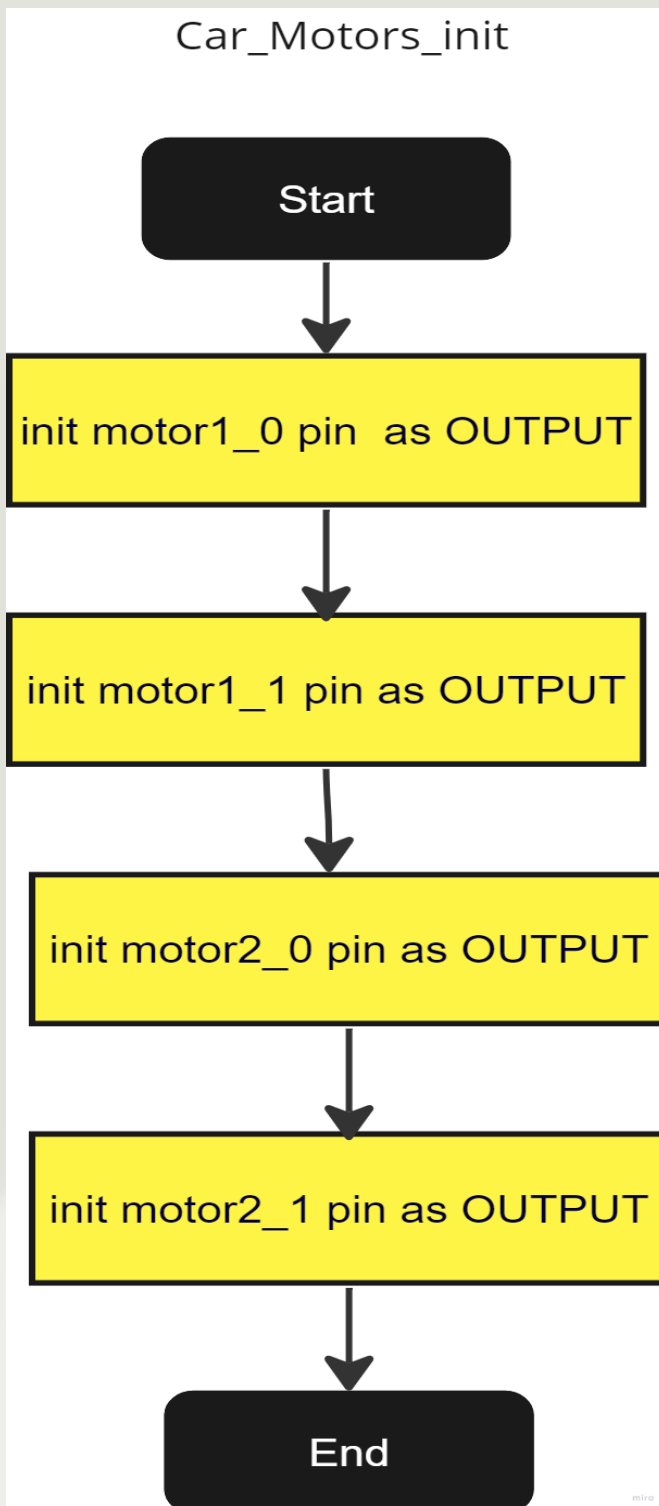 Car_Motors_init
Start
init motor1_0 pin  as OUTPUT
init motor1_1 pin as OUTPUT
init motor2_0 pin as OUTPUT
init motor2_1 pin as OUTPUT
End
miro